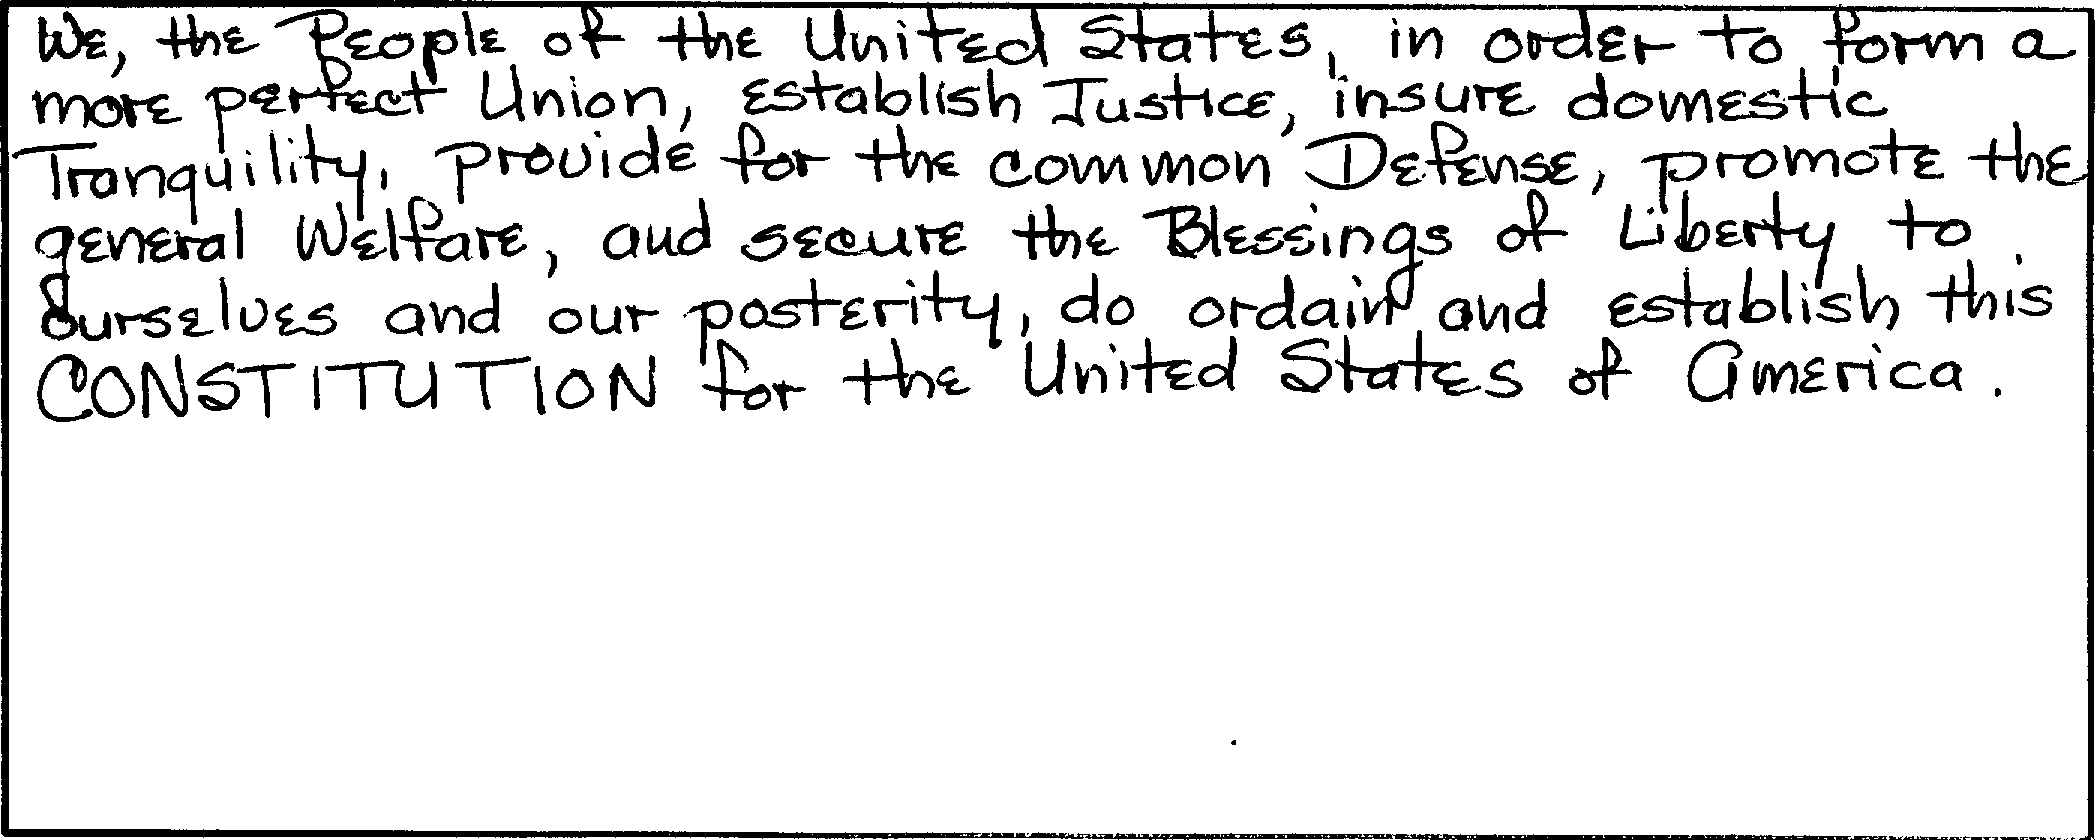 We, the People of the United States, in order to form a
more perfect Union, establish Justice, insure domestic
Tranquility, provide for the common Defense, promote the
general Welfare, and secure the Blessings of Liberty to
ourselves and our posterity, do ordain and establish this
CONSTITUTION for the United States of America.